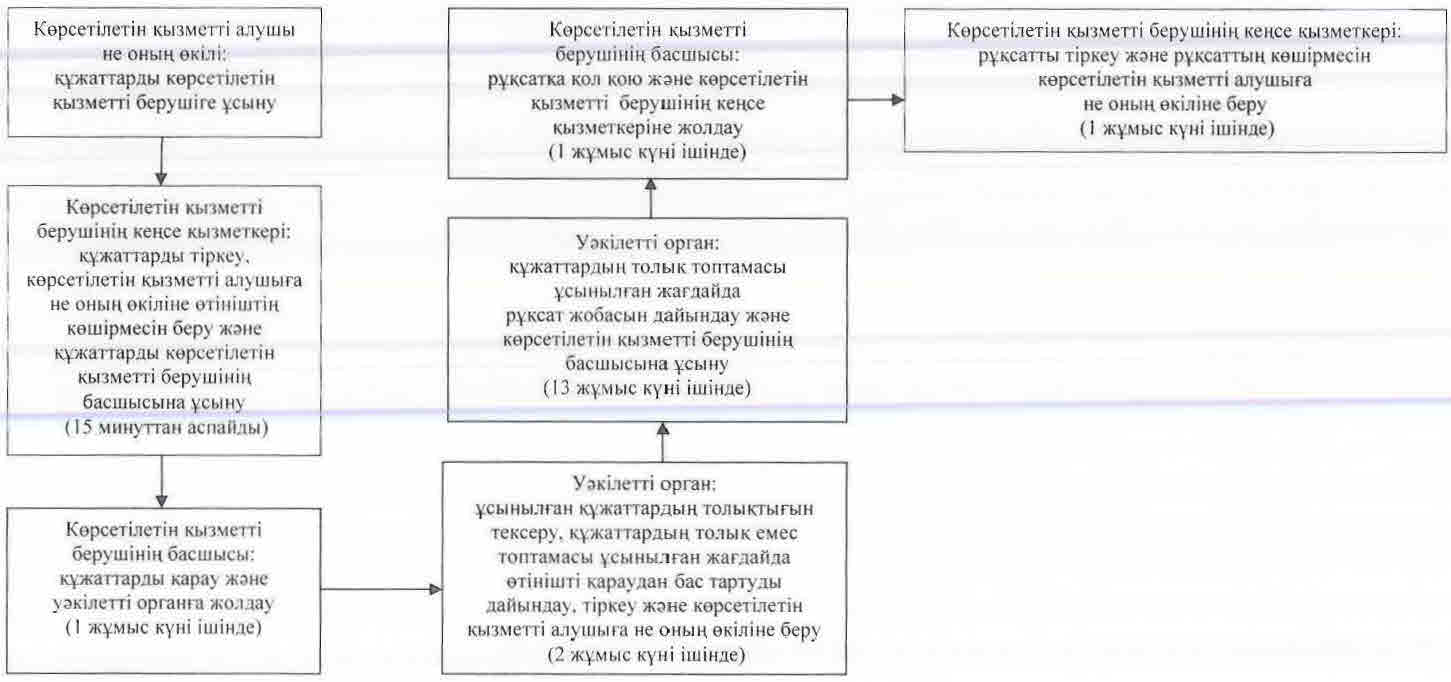 Көрсетілетін қызметті алушы
не оның өкілі:
құжаттарды көрсетілетін
қызметті берушіге ұсыну
Көрсетілетін қызметті
берушінің кеңсе қызметкері:
құжаттарды тіркеу,
көрсетілетін қызметті алушыға
не оның өкіліне өтініштің
көшірмесін беру және
құжаттарды көрсетілетін
қызметті берушінің
басшысына ұсыну
(15 минуттан аспайды)
Көрсетілетін қызметті
берушінің басшысы:
құжаттарды қарау және
уәкілетті органға жолдау
(1 жұмыс күні ішінде)
Уәкілетті орган:
ұсынылған құжаттардың толықтығын
тексеру, құжаттардың толық емес
топтамасы ұсынылған жағдайда
өтінішті қараудан бас тартуды
дайындау, тіркеу және көрсетілетін
қызметті алушыға не оның өкіліне беру
(2 жұмыс күні ішінде)
Уәкілетті орган:
құжаттардың толық топтамасы
ұсынылған жағдайда
рұқсат жобасын дайындау және
көрсетілетін қызметті берушінің
басшысына ұсыну
(13 жұмыс күні ішінде)
Көрсетілетін қызметті
берушінің басшысы:
рұқсатқа қол қою және көрсетілетін
қызметті берушінің кеңсе
қызметкеріне жолдау
(1 жұмыс күні ішінде)
Көрсетілетін қызметті берушінің кеңсе қызметкері:
рұқсатты тіркеу және рұқсаттың көшірмесін
көрсетілетін қызметті алушыға
не оның өкіліне беру
(1 жұмыс күні ішінде)